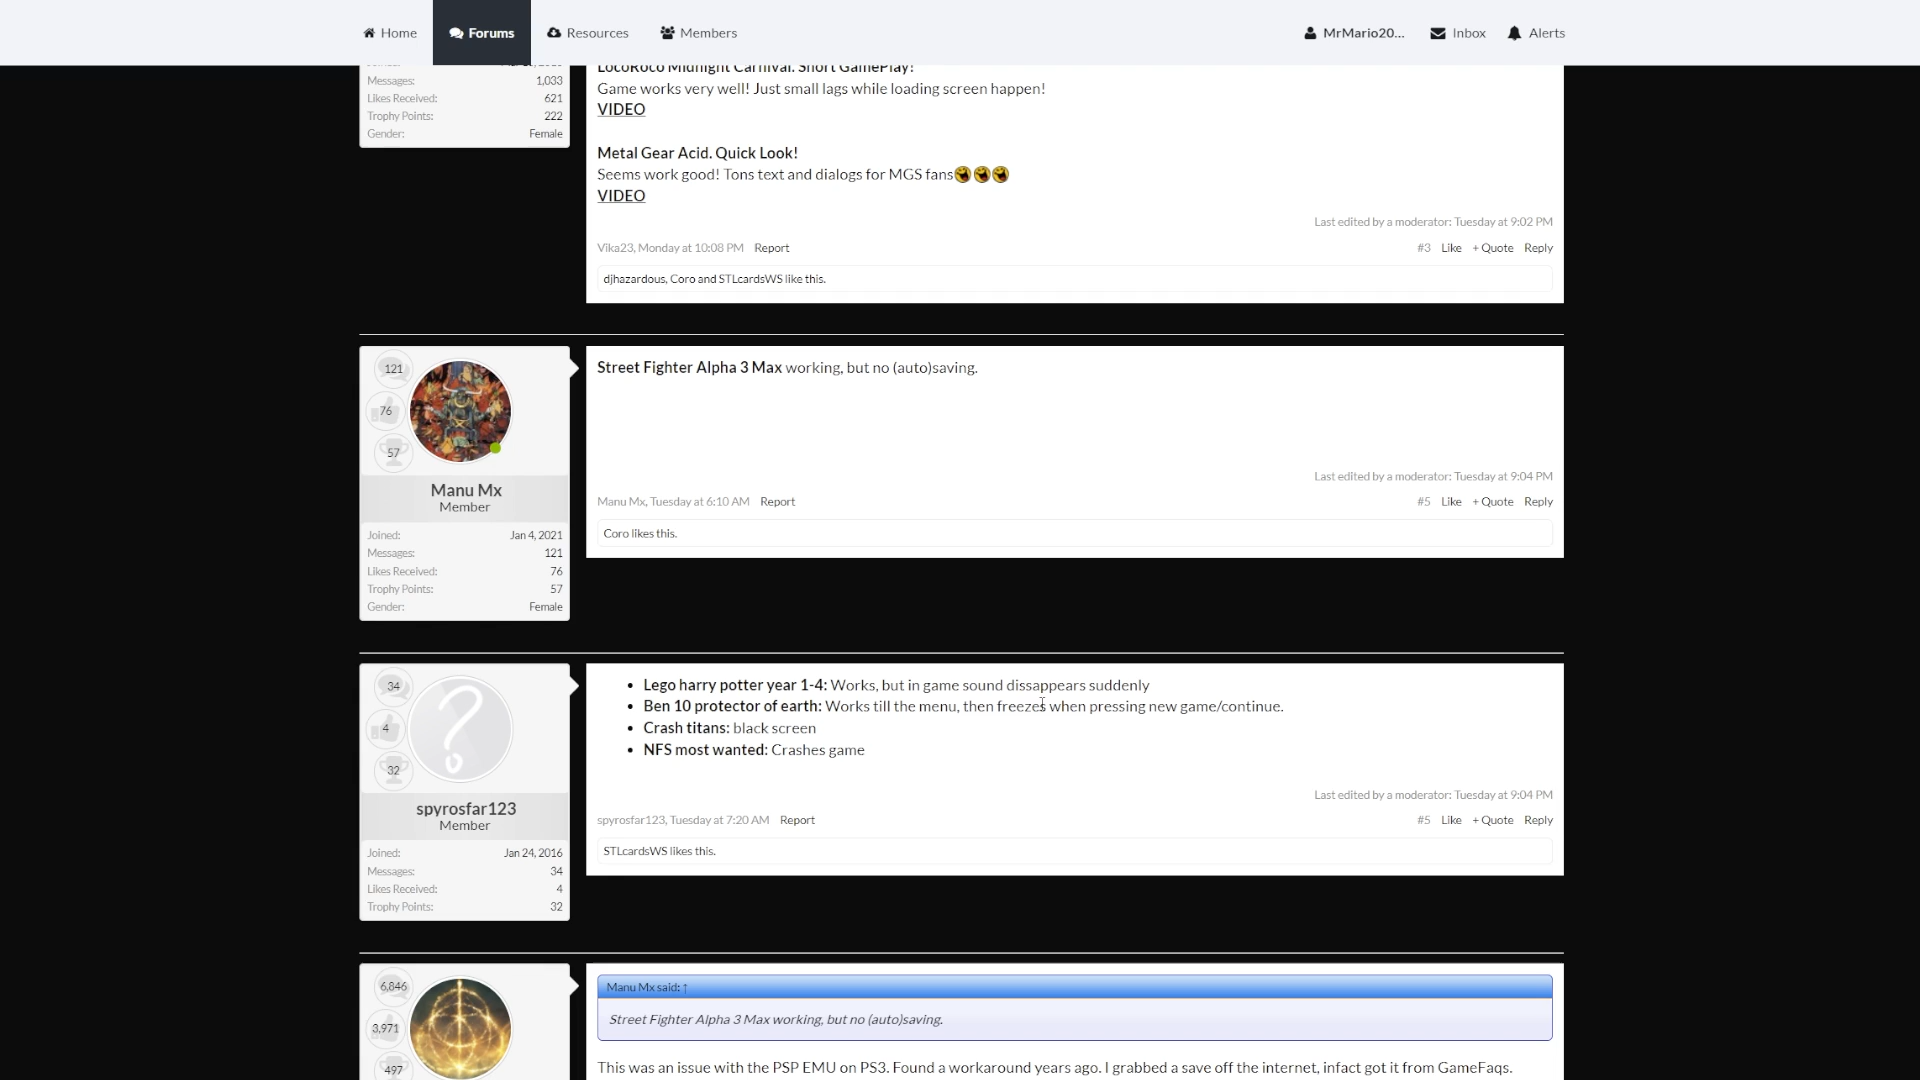 Home Forums Resources Members MrMario20... Inbox Alerts
Messages: 1,033
Likes Received: 621
Trophy Points: 222
Gender: Female
LocoRoco Midnight Carnival. Short GamePlay!
Game works very well! Just small lags while loading screen happen!
VIDEO
Metal Gear Acid. Quick Look!
Seems work good! Tons text and dialogs for MGS fans
VIDEO
Last edited by a moderator: Tuesday at 9:02 PM
Vika23, Monday at 10:08 PM Report #3 Like + Quote Reply
djhazardous, Coro and STLcardsWS like this.
121
76
57
Manu Mx
Member
Joined: Jan 4, 2021
Messages: 121
Likes Received: 76
Trophy Points: 57
Gender: Female
Street Fighter Alpha 3 Max working, but no (auto)saving.
Last edited by a moderator: Tuesday at 9:04 PM
Manu Mx, Tuesday at 6:10 AM Report #5 Like + Quote Reply
Coro likes this.
34
4
32
spyrosfar123
Member
Joined: Jan 24, 2016
Messages: 34
Likes Received: 4
Trophy Points: 32
• Lego harry potter year 1-4: Works, but in game sound dissappears suddenly
• Ben 10 protector of earth: Works till the menu, then freezes when pressing new game/continue.
• Crash titans: black screen
• NFS most wanted: Crashes game
Last edited by a moderator: Tuesday at 9:04 PM
spyrosfar123, Tuesday at 7:20 AM Report #5 Like + Quote Reply
STLcardsWS likes this.
6,846
3,971
497
Manu Mx said: ↑
Street Fighter Alpha 3 Max working, but no (auto)saving.
This was an issue with the PSP EMU on PS3. Found a workaround years ago. I grabbed a save off the internet, infact got it from GameFaqs.